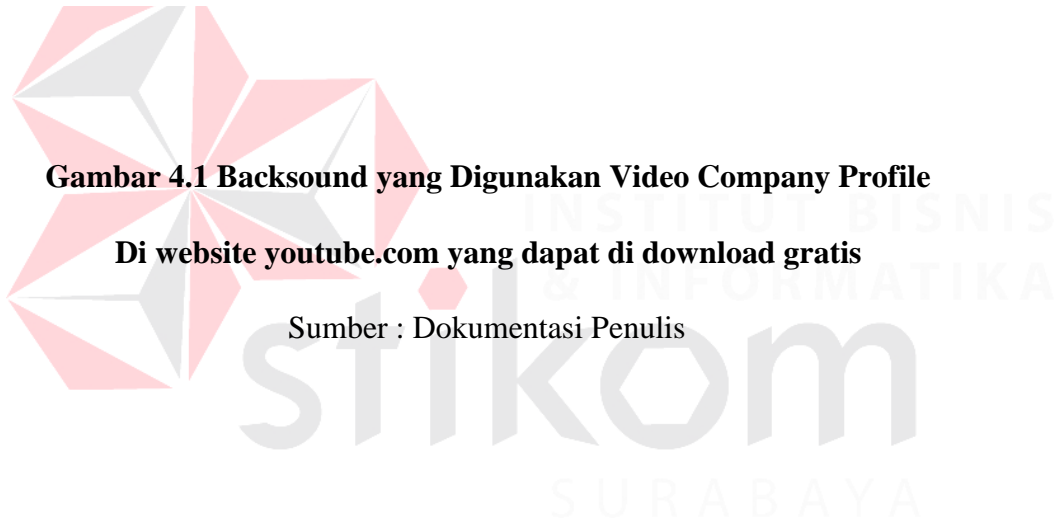 Gambar 4.1 Backsound yang Digunakan Video Company Profile
INSTITUT BISNIS
Di website youtube.com yang dapat di download gratis
& INFORMATIKA
Sumber : Dokumentasi Penulis
stikom
SURABAYA